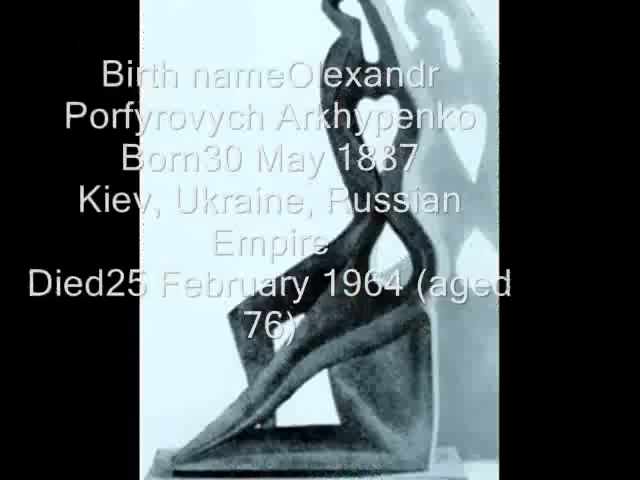 Birth nameOlexandr
Porfyrovych Arkhypenko
Born30 May 1887
Kiev, Ukraine, Russian
Empire
Died25 February 1964 (aged
76)